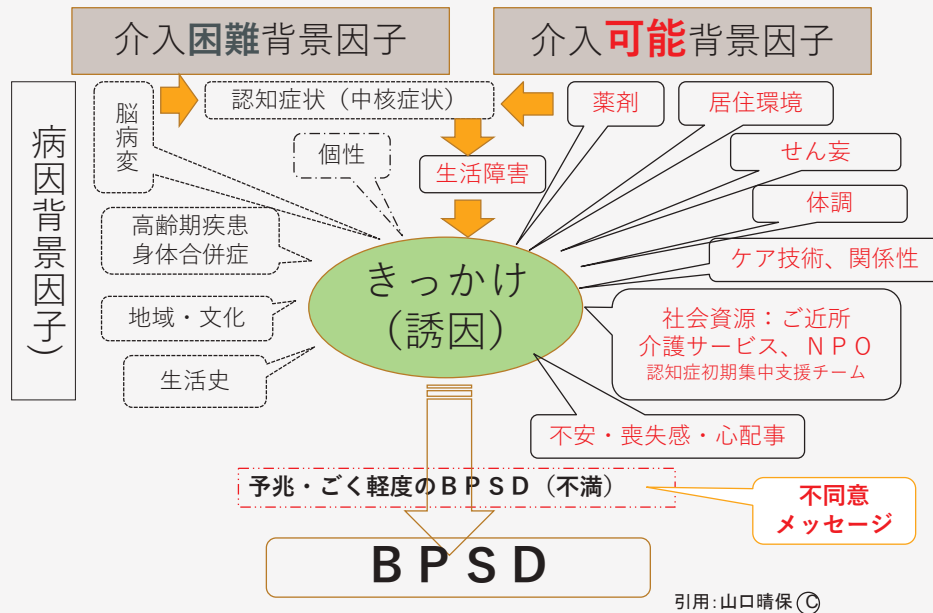 介入困難背景因子
介入可能背景因子
病因背景因子)
脳病変
認知症状（中核症状）
薬剤
居住環境
個性
生活障害
せん妄
体調
高齢期疾患
身体合併症
ケア技術、関係性
きっかけ
(誘因)
地域・文化
社会資源：ご近所
介護サービス、ＮＰＯ
認知症初期集中支援チーム
生活史
不安・喪失感・心配事
予兆・ごく軽度のＢＰＳＤ（不満）
不同意
メッセージ
ＢＰＳＤ
引用：山口晴保Ⓒ